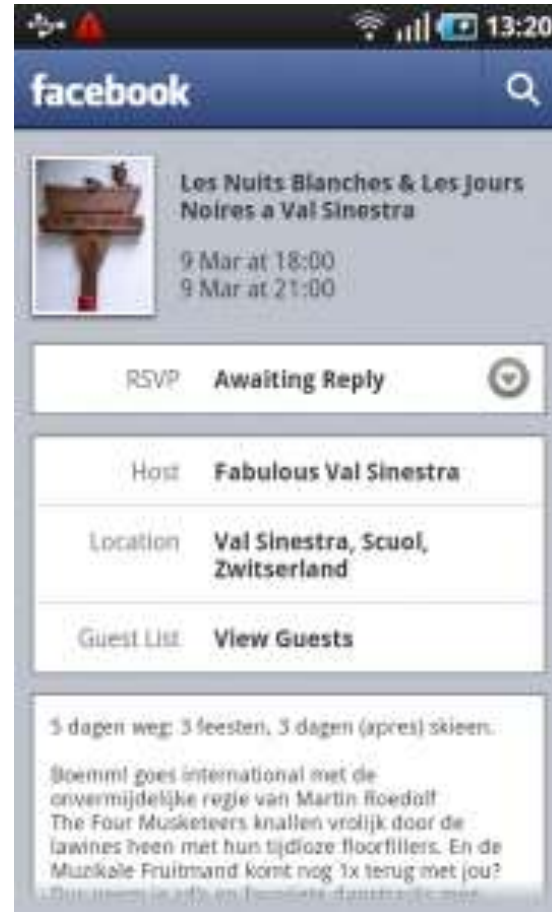 13:20
facebook
Les Nuits Blanches & Les Jours
Noires a Val Sinestra
9 Mar at 18:00
9 Mar at 21:00
RSVP Awaiting Reply
Host Fabulous Val Sinestra
Location Val Sinestra, Scuol,
Zwitserland
Guest List View Guests
5 dagen weg: 3 feesten, 3 dagen (apres) skieen.
Boemm! goes international met de
onvermijdelijke regie van Martin Roedolf
The Four Musketeers knallen vrolijk door de
lawines heen met hun tijdloze floorfillers. En de
Muzikale Fruitmand komt nog 1x terug met jou?